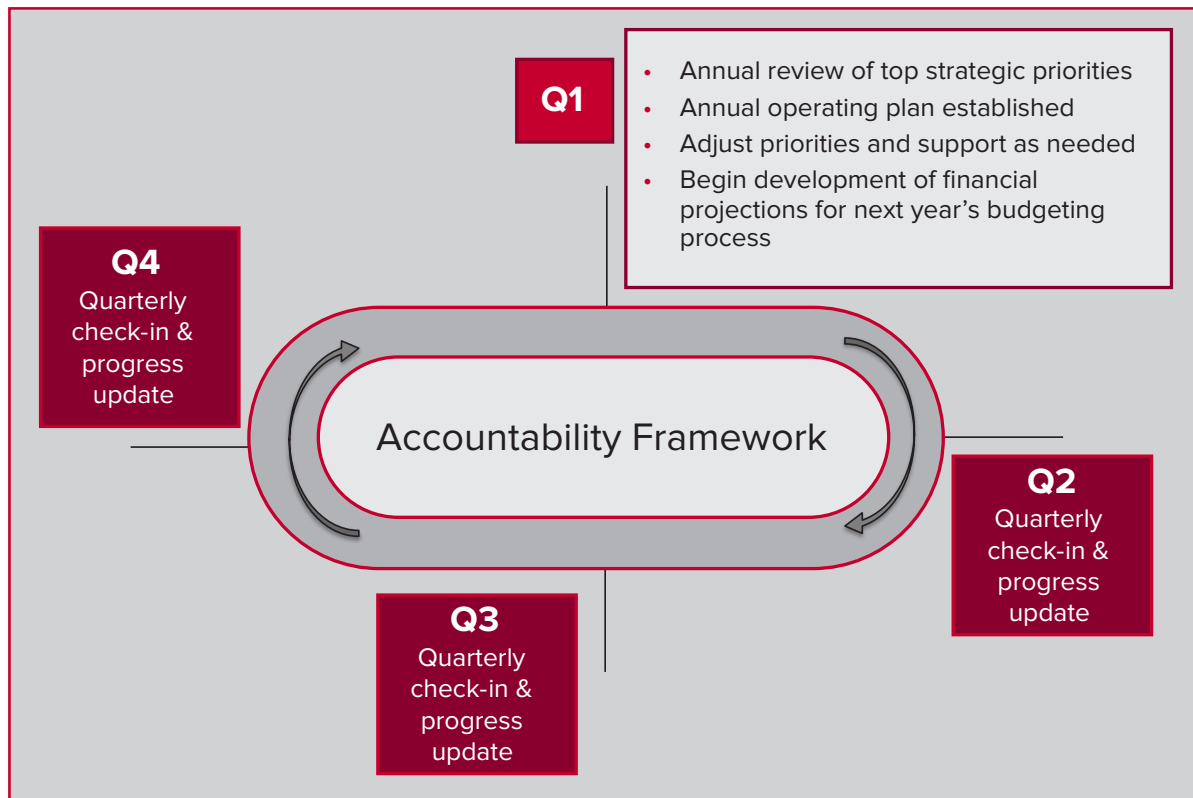 Q1
• Annual review of top strategic priorities
• Annual operating plan established
• Adjust priorities and support as needed
• Begin development of financial
projections for next year’s budgeting
process
Q4
Quarterly
check-in &
progress
update
Accountability Framework
Q2
Quarterly
check-in &
progress
update
Q3
Quarterly
check-in &
progress
update